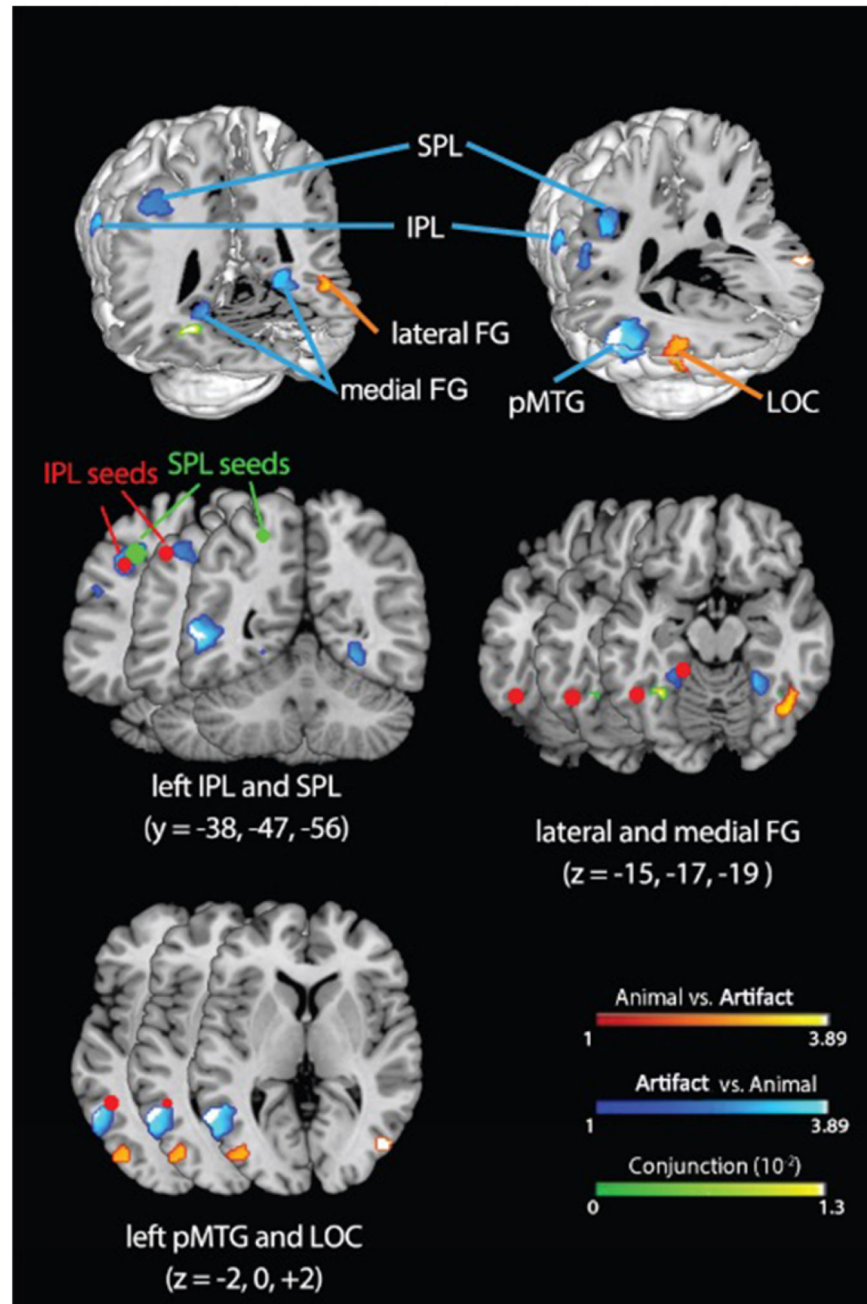 SPL
IPL
lateral FG
medial FG
pMTG
LOC
IPL seeds
SPL seeds
left IPL and SPL
(y = -38, -47, -56)
lateral and medial FG
(z = -15, -17, -19 )
left pMTG and LOC
(z = -2, 0, +2)
Animal vs. Artifact
1 3.89
Artifact vs. Animal
1 3.89
Conjunction (10⁻²)
0 1.3